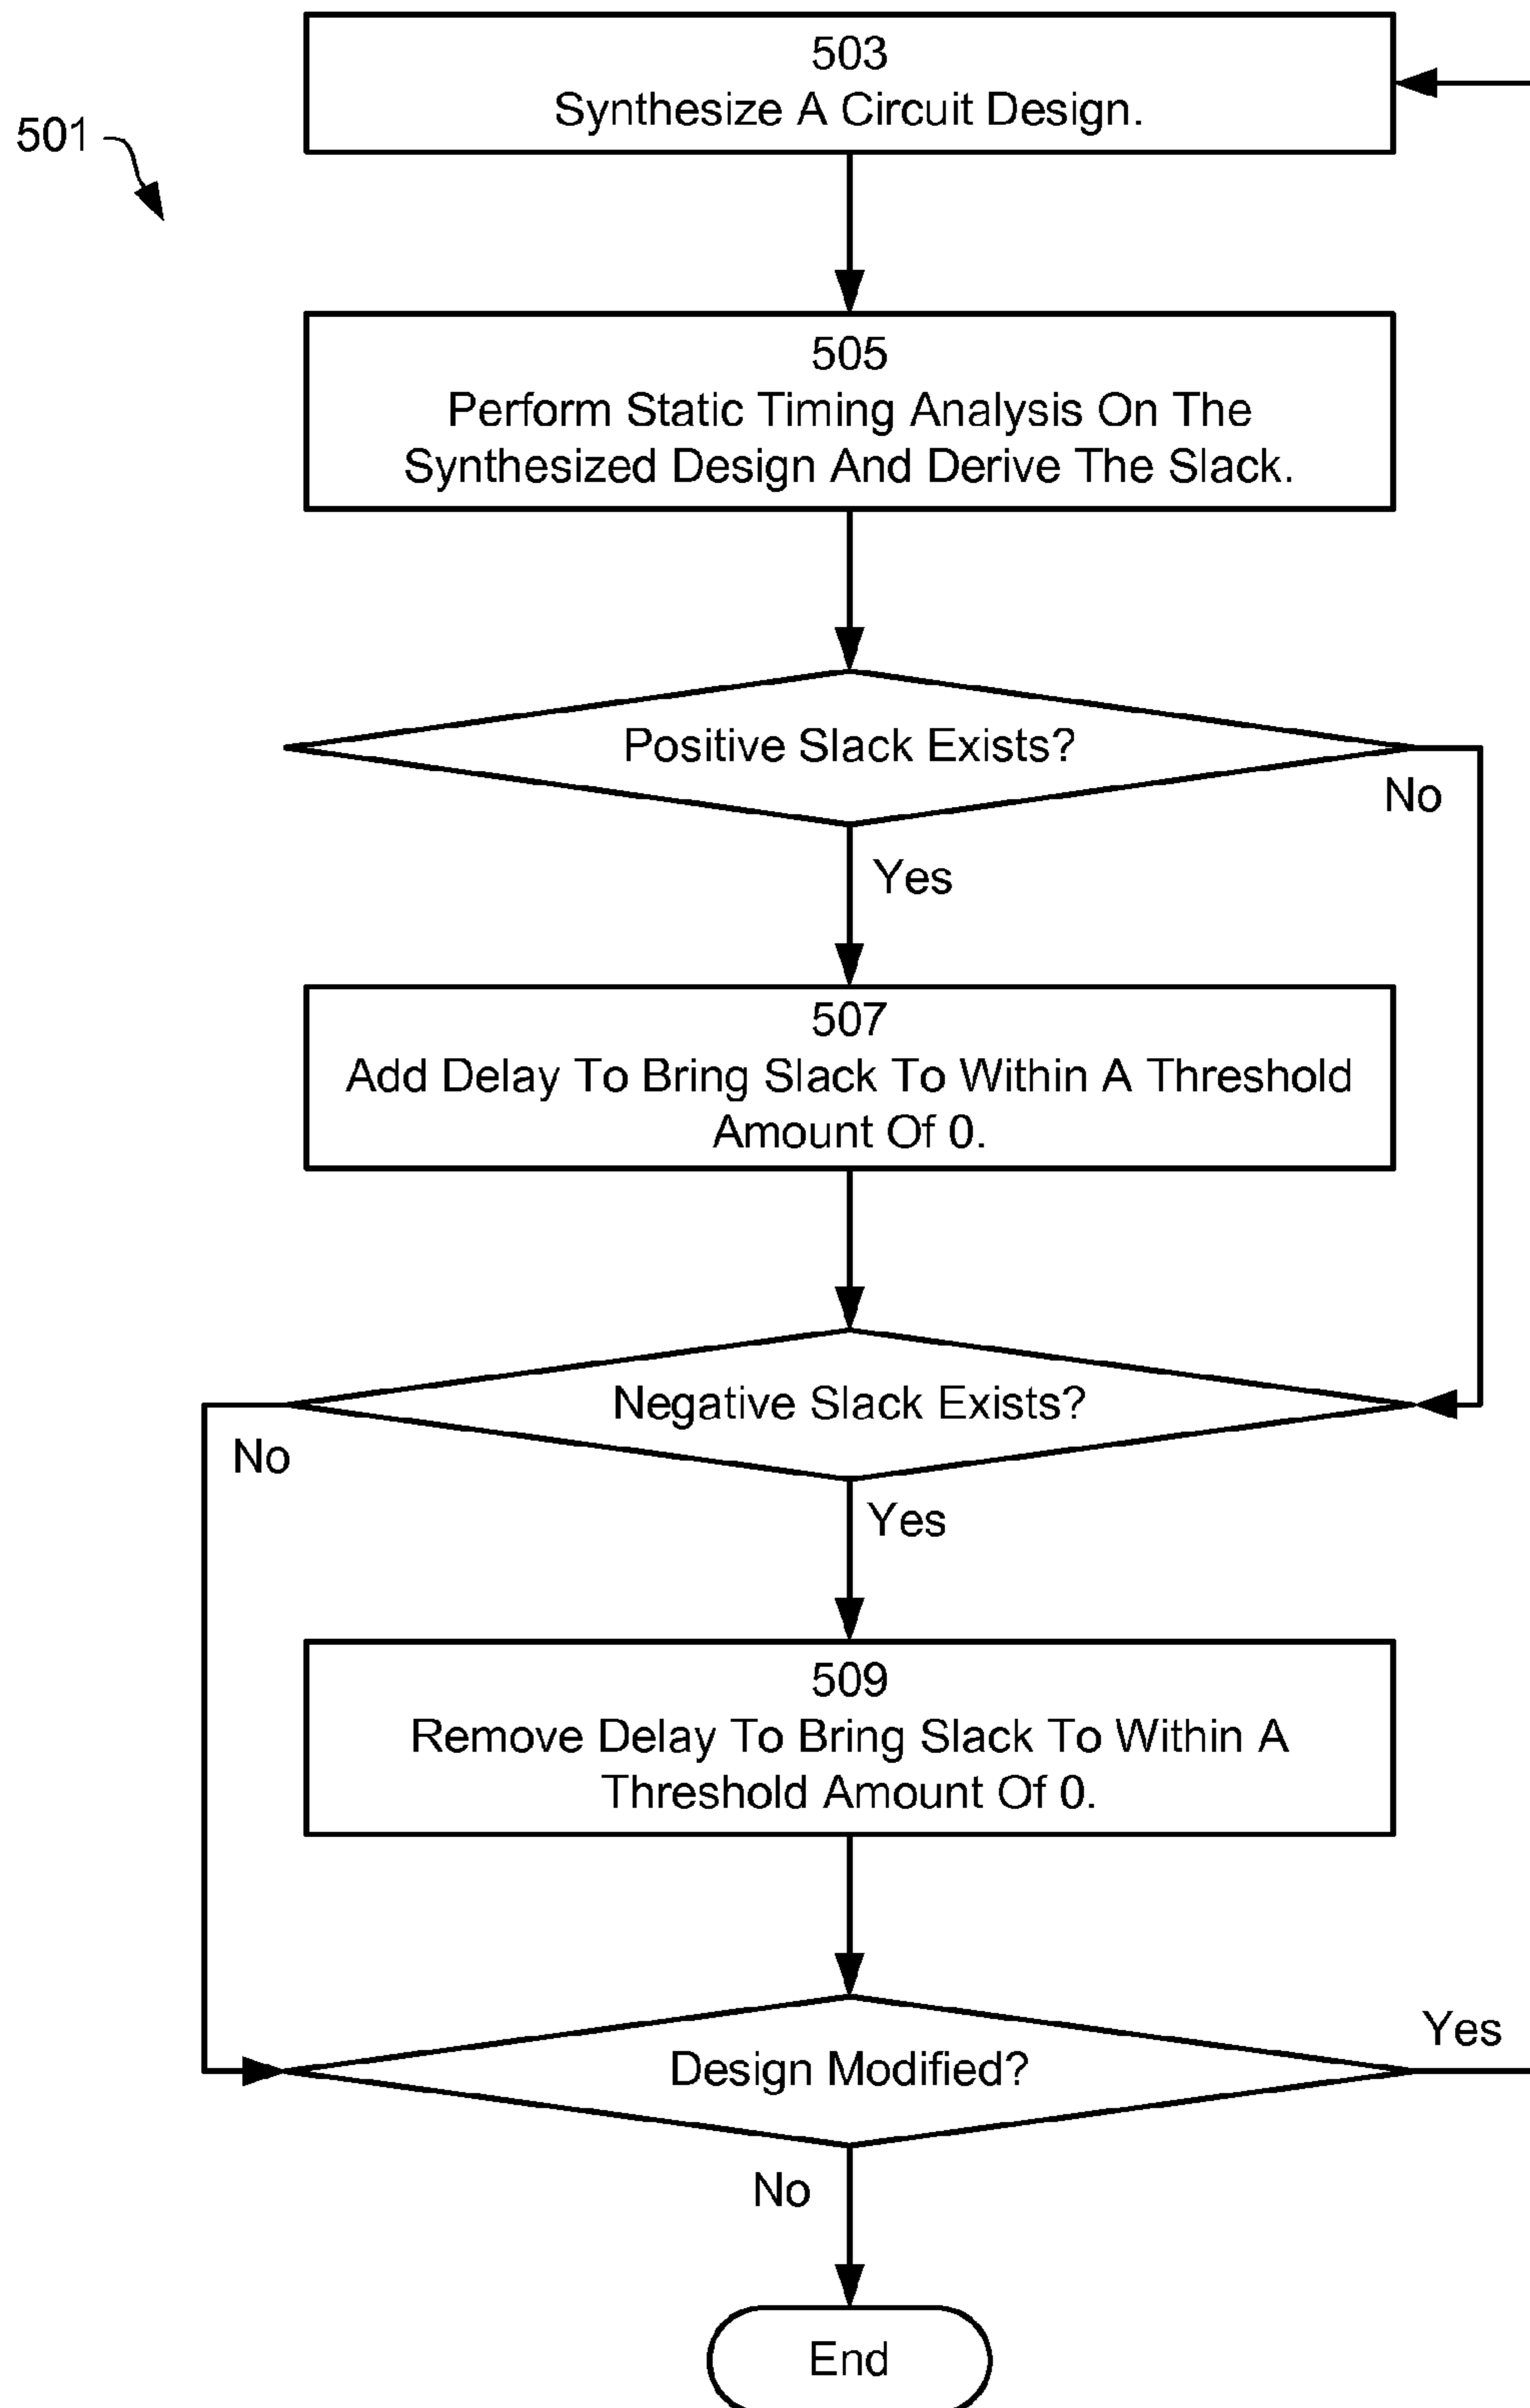 503
Synthesize A Circuit Design.
501
505
Perform Static Timing Analysis On The
Synthesized Design And Derive The Slack.
Positive Slack Exists?
No
Yes
507
Add Delay To Bring Slack To Within A Threshold
Amount Of 0.
Negative Slack Exists?
No
Yes
509
Remove Delay To Bring Slack To Within A
Threshold Amount Of 0.
Yes
Design Modified?
No
End